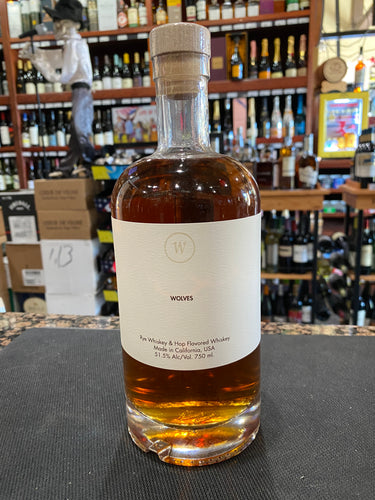 W
WOLVES
Rye Whiskey & Hop Flavored Whiskey
Made in California, USA
51.5% Alc/Vol. 750 ml.